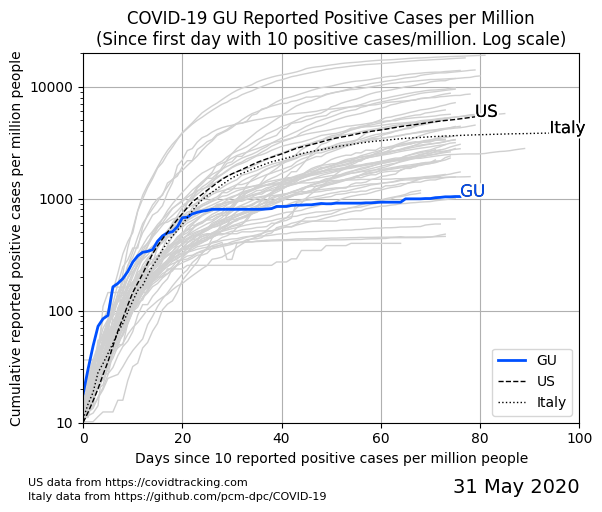 COVID-19 GU Reported Positive Cases per Million
(Since first day with 10 positive cases/million. Log scale)
Cumulative reported positive cases per million people
10000
1000
100
10
US
Italy
GU
GU
US
Italy
0 20 40 60 80 100
Days since 10 reported positive cases per million people
US data from https://covidtracking.com
Italy data from https://github.com/pcm-dpc/COVID-19
31 May 2020